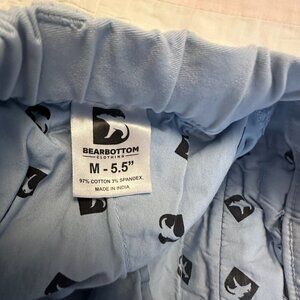 BEARBOTTOM
CLOTHING
M - 5.5"
97% COTTON 3% SPANDEX
MADE IN INDIA